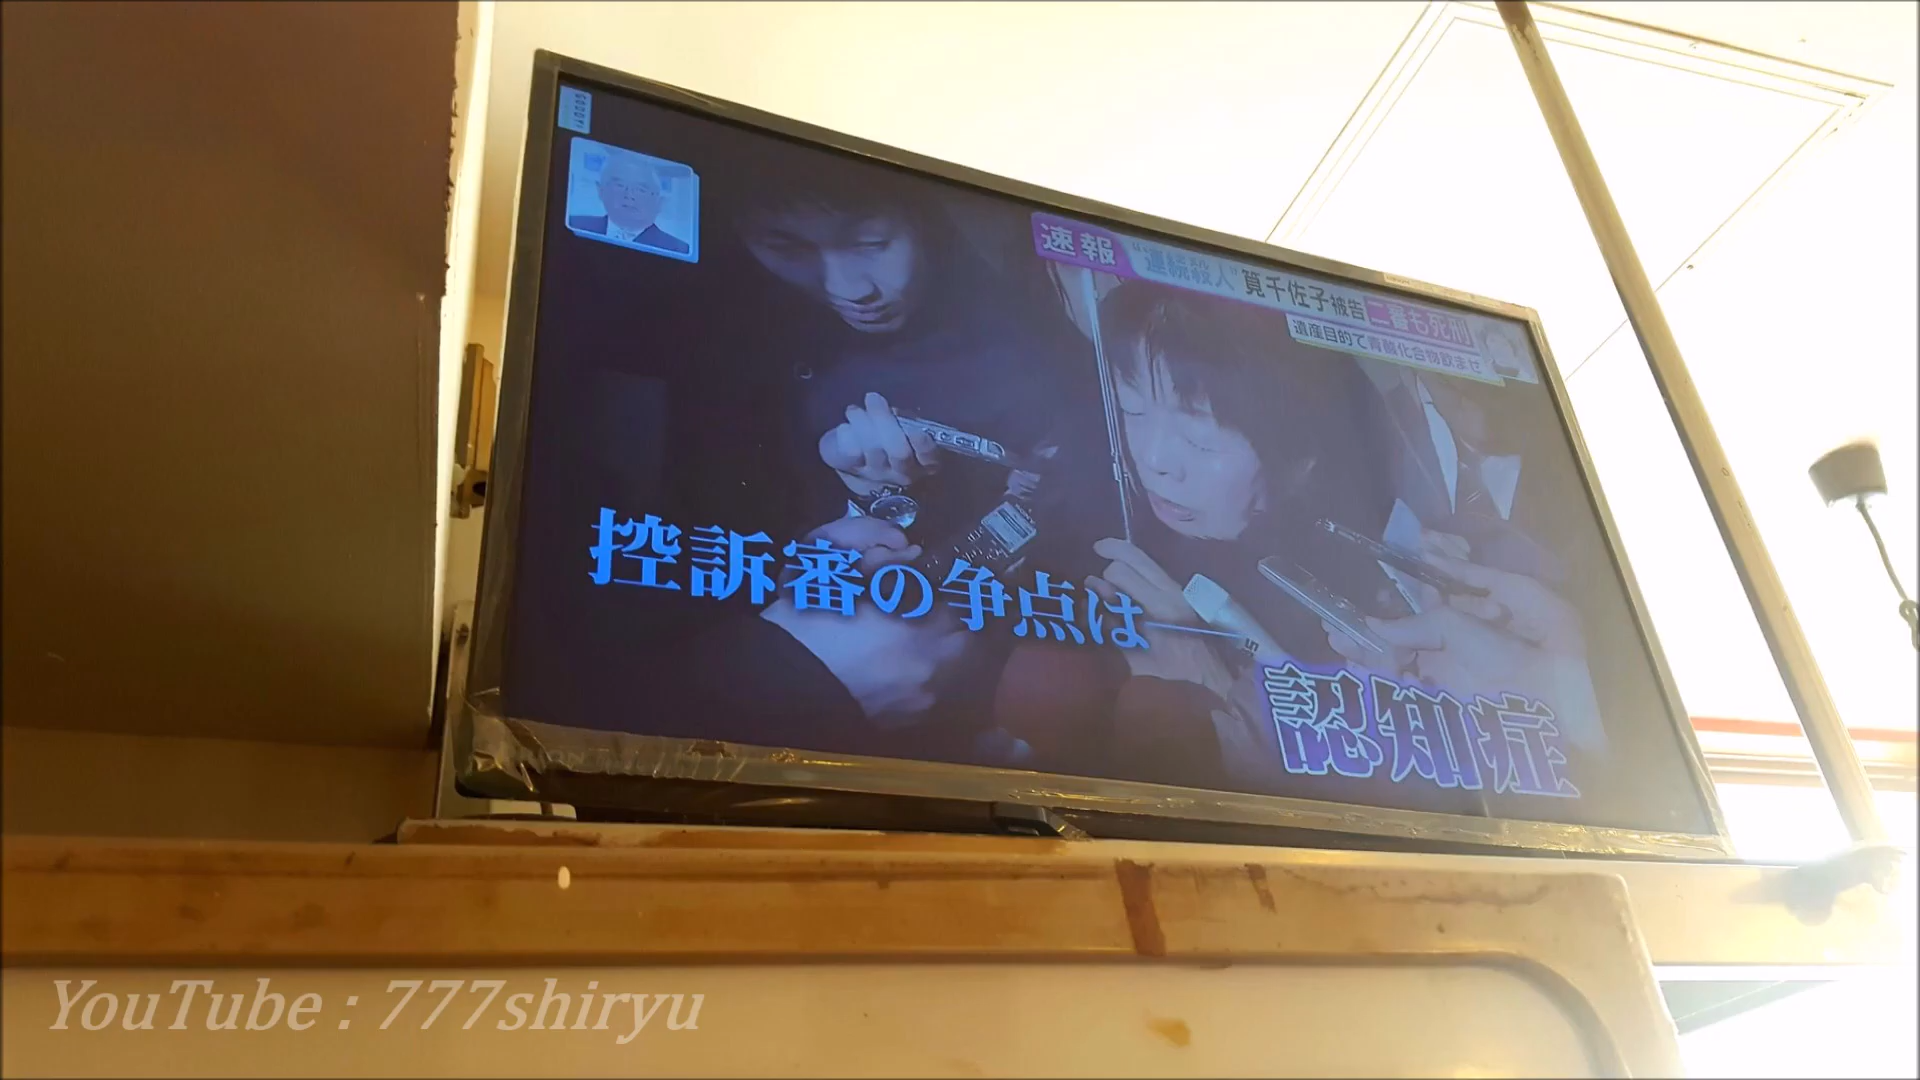 速報 "連続殺人" 筧千佐子被告 二審も死刑
遺産目的で青酸化合物飲ませ
控訴審の争点は――
認知症
YouTube : 777shiryu